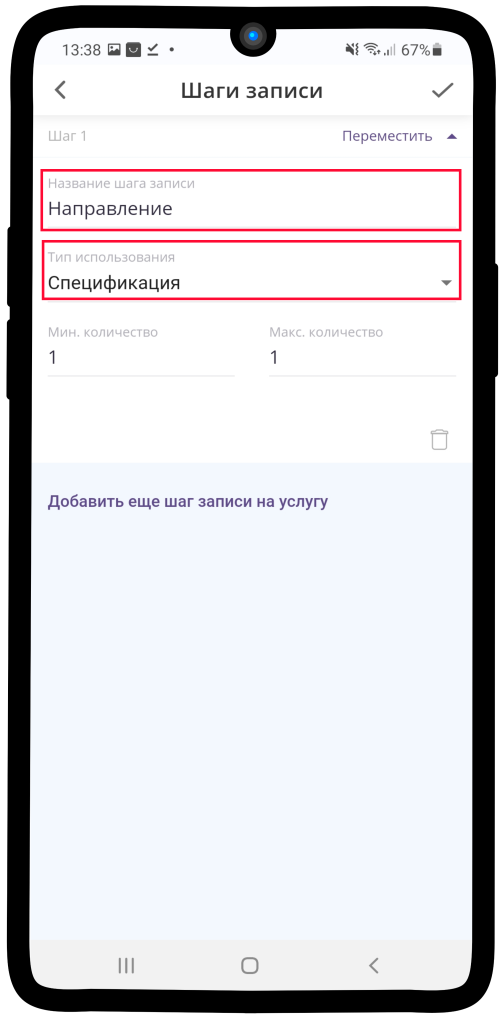 13:38 67%
Шаги записи
Шаг 1 Переместить
Название шага записи
Направление
Тип использования
Спецификация
Мин. количество Макс. количество
1 1
Добавить еще шаг записи на услугу